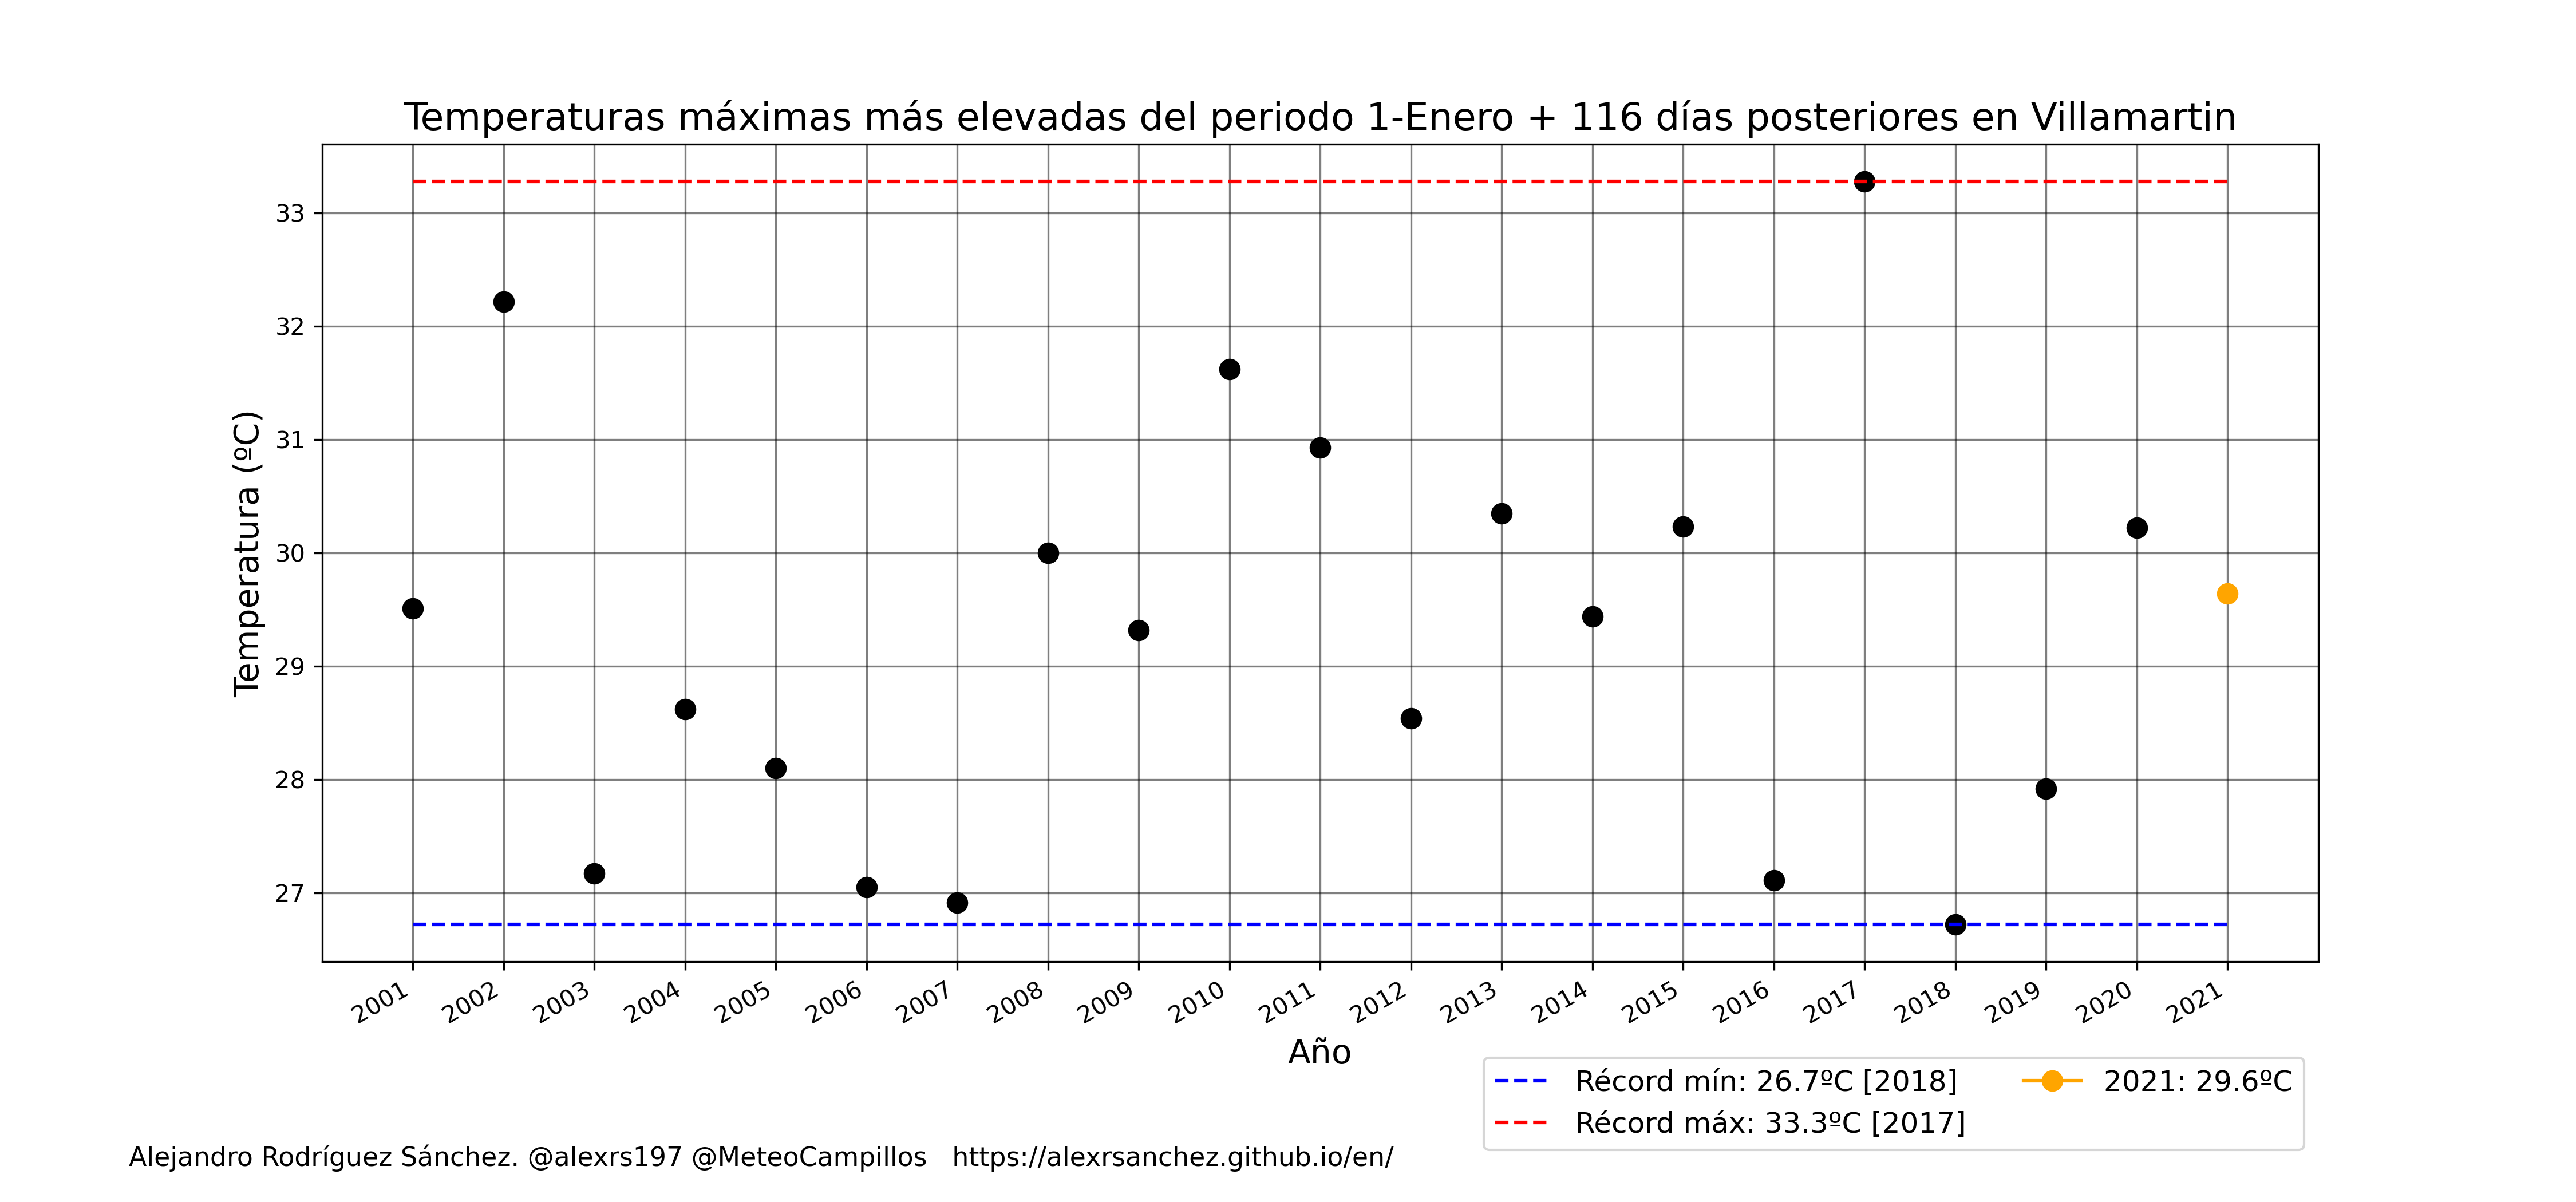 Temperaturas máximas más elevadas del periodo 1-Enero + 116 días posteriores en Villamartin
Temperatura (ºC)
33
32
31
30
29
28
27
2001 2002 2003 2004 2005 2006 2007 2008 2009 2010 2011 2012 2013 2014 2015 2016 2017 2018 2019 2020 2021
Año
Récord mín: 26.7ºC [2018]
Récord máx: 33.3ºC [2017]
2021: 29.6ºC
Alejandro Rodríguez Sánchez. @alexrs197 @MeteoCampillos https://alexrsanchez.github.io/en/